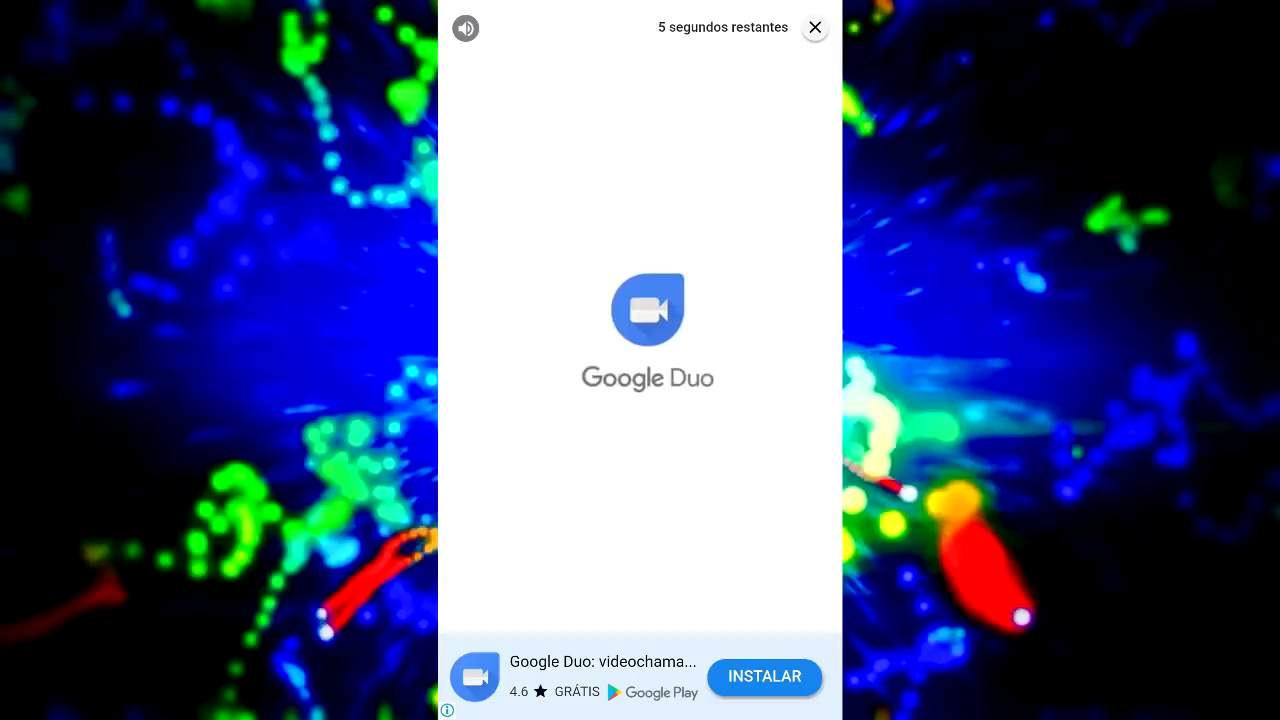 5 segundos restantes
Google Duo
Google Duo: videochama...
4.6 ★ GRÁTIS Google Play
INSTALAR